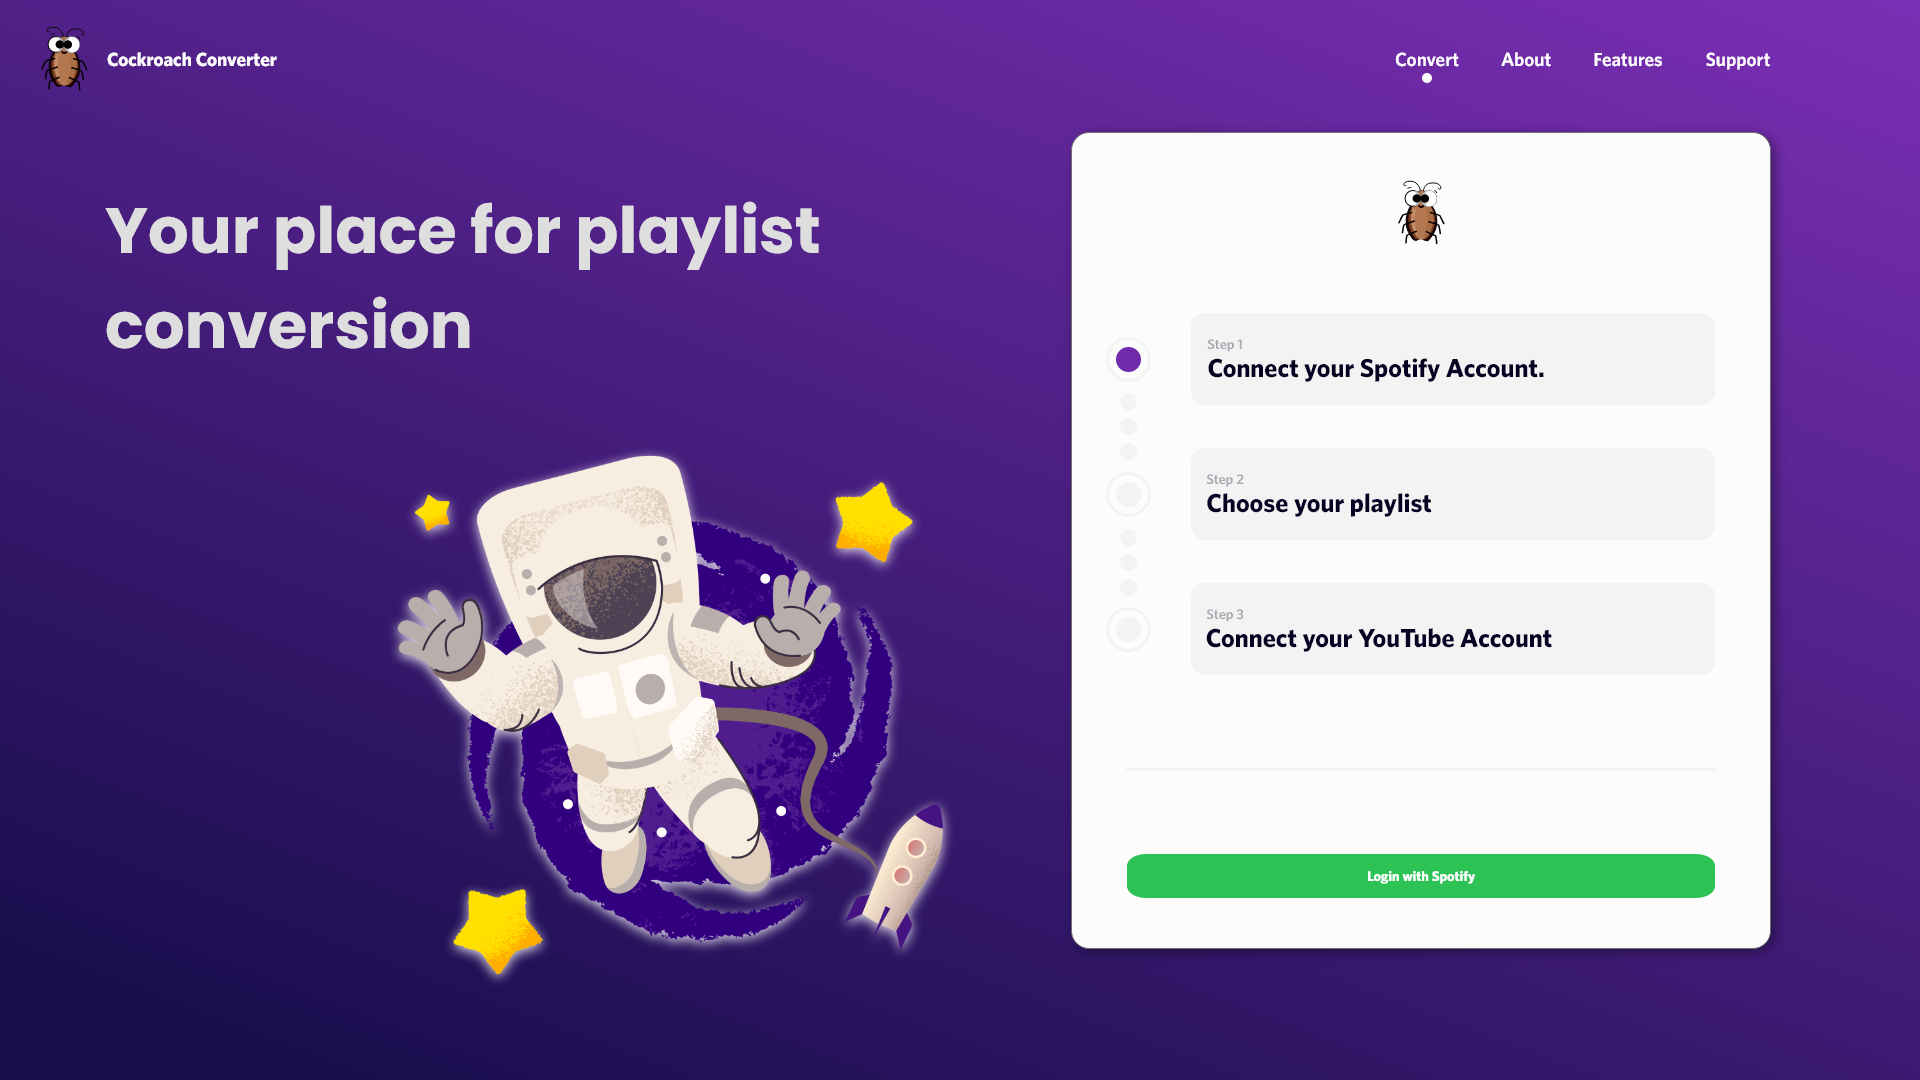 Cockroach Converter
Convert
About
Features
Support
Your place for playlist
conversion
Step 1
Connect your Spotify Account.
Step 2
Choose your playlist
Step 3
Connect your YouTube Account
Login with Spotify